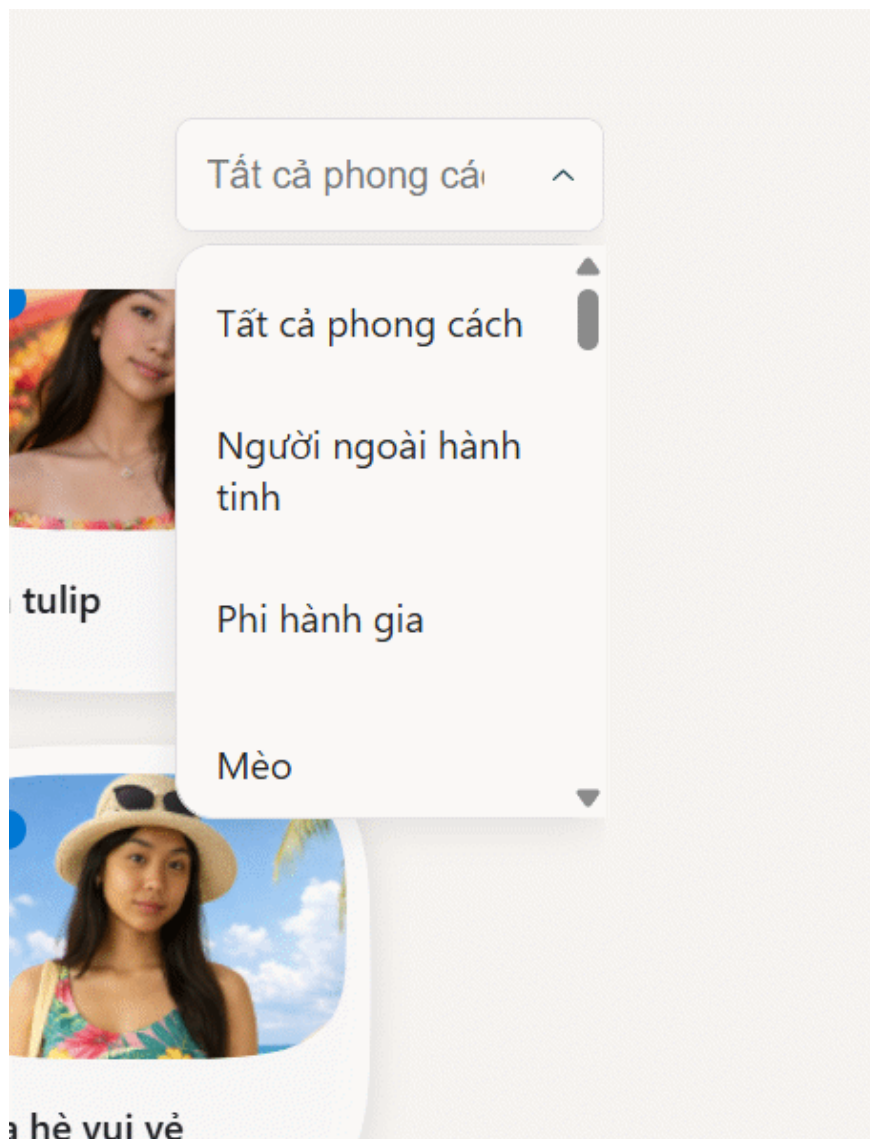 Tất cả phong
Tất cả phong cách
Người ngoài hành
tinh
Phi hành gia
Mèo
tulip
hè vui vẻ